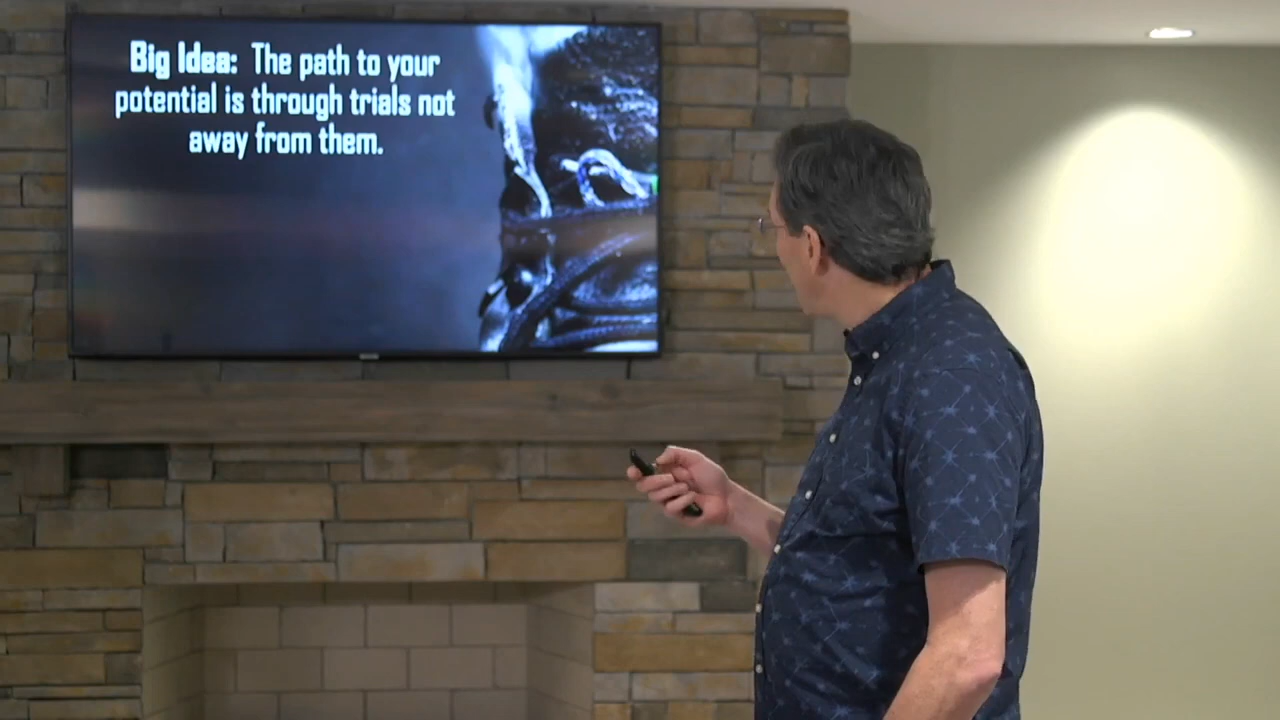 Big Idea: The path to your
potential is through trials not
away from them.